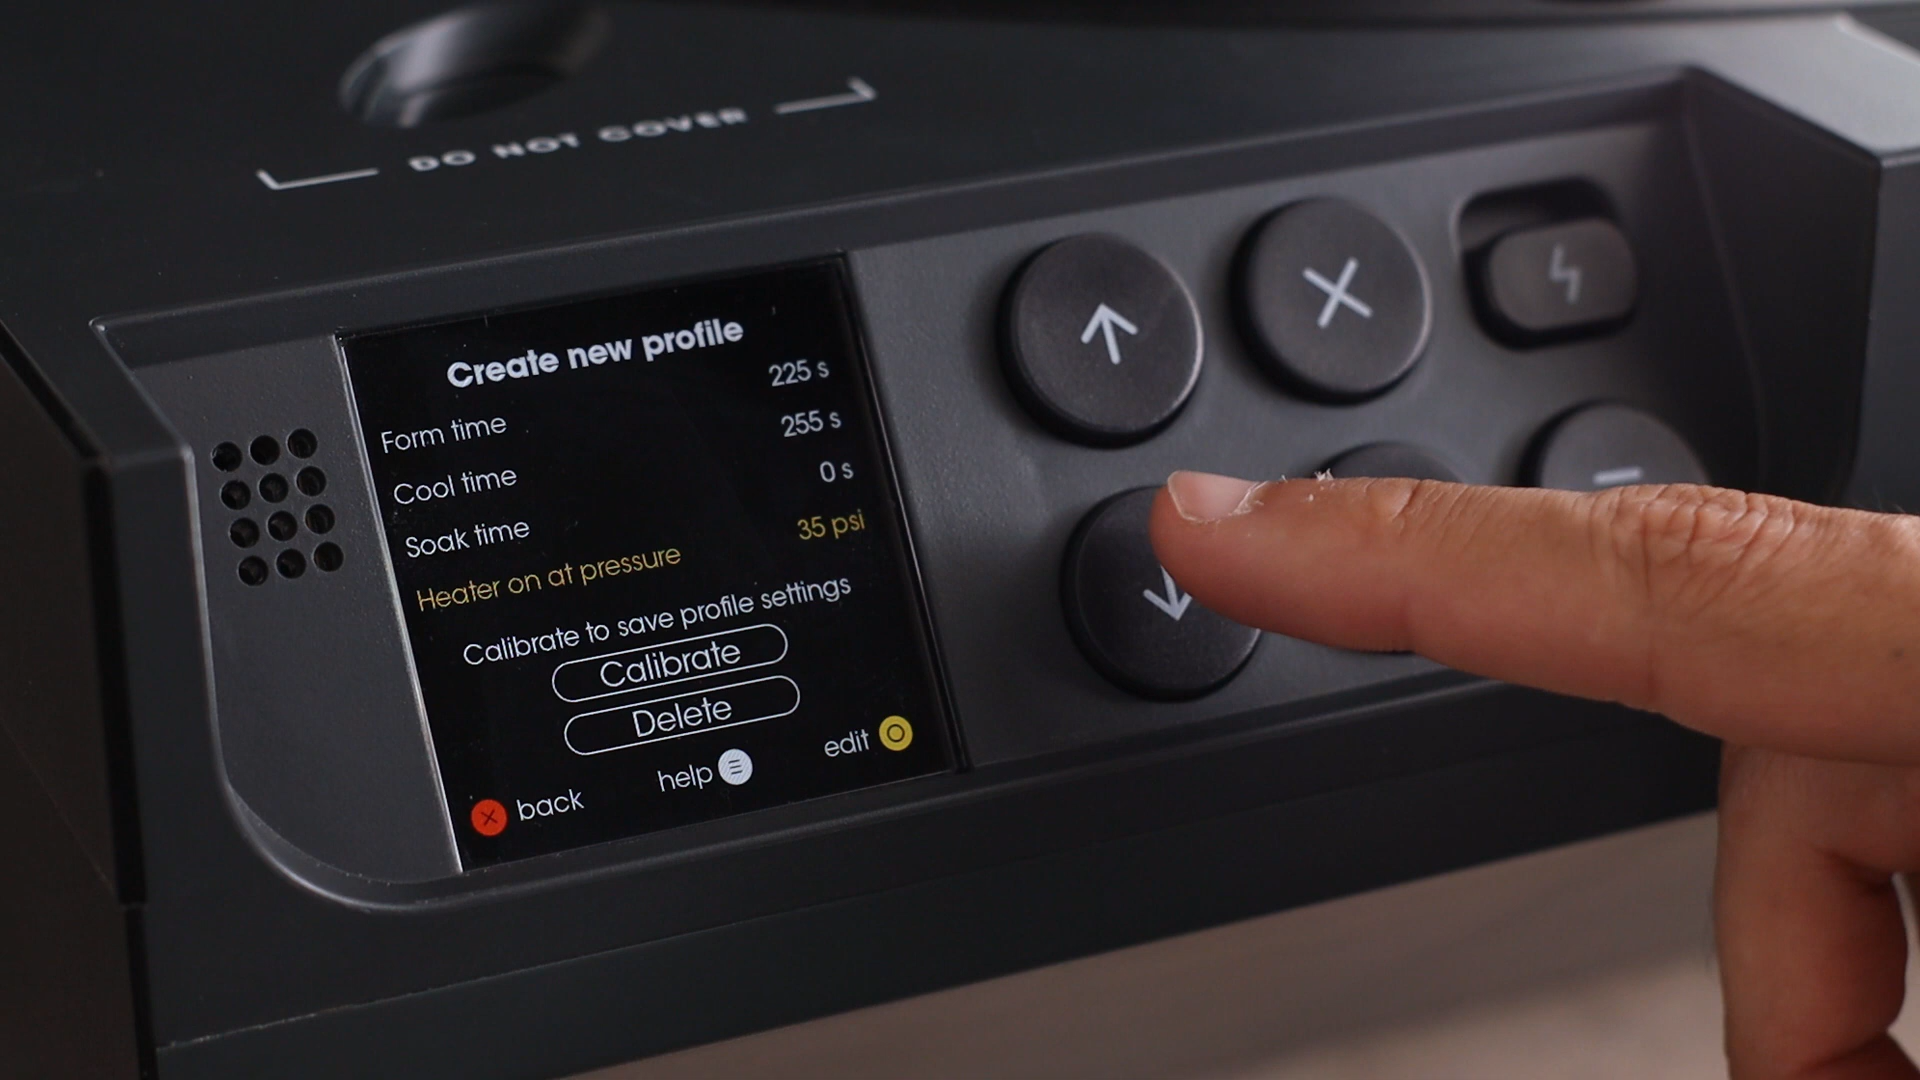 DO NOT COVER
Create new profile
Form time 225 s
Cool time 255 s
Soak time 0 s
Heater on at pressure 35 psi
Calibrate to save profile settings
Calibrate
Delete
back help edit